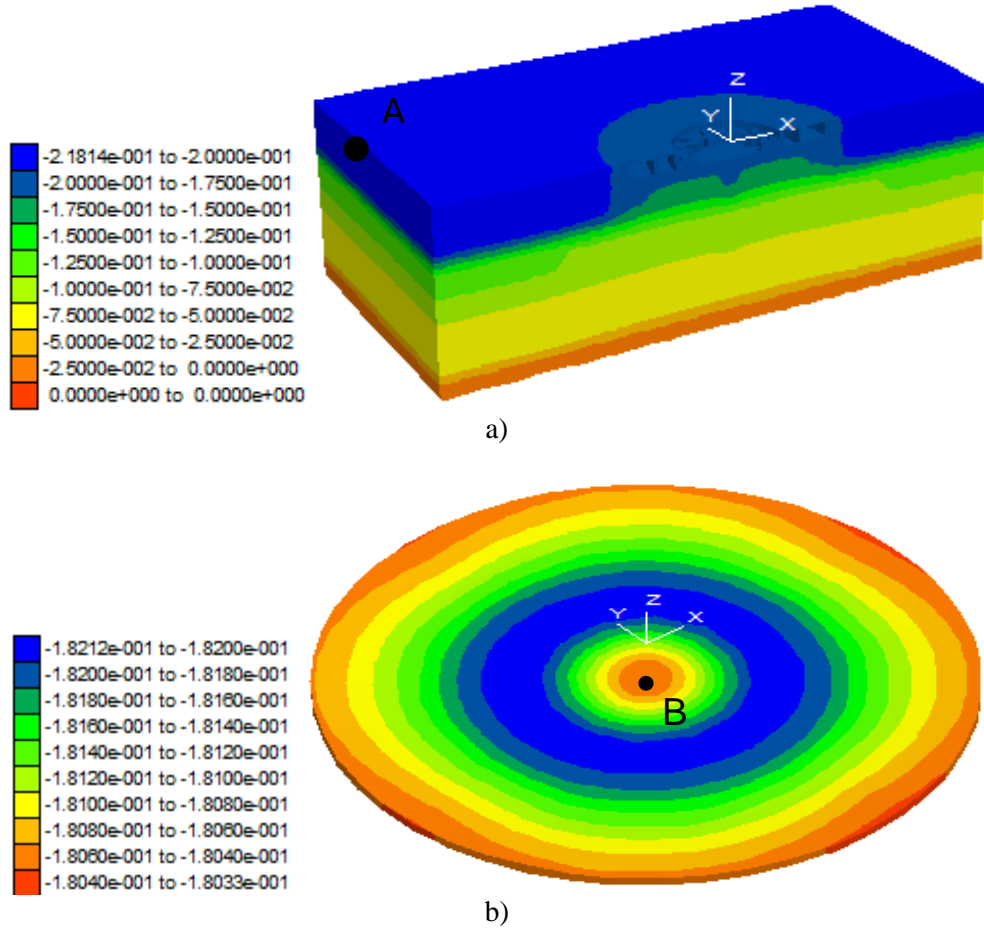 A
Z
Y
X
-2.1814e-001 to -2.0000e-001
-2.0000e-001 to -1.7500e-001
-1.7500e-001 to -1.5000e-001
-1.5000e-001 to -1.2500e-001
-1.2500e-001 to -1.0000e-001
-1.0000e-001 to -7.5000e-002
-7.5000e-002 to -5.0000e-002
-5.0000e-002 to -2.5000e-002
-2.5000e-002 to 0.0000e+000
0.0000e+000 to 0.0000e+000
a)
Z
Y
X
B
-1.8212e-001 to -1.8200e-001
-1.8200e-001 to -1.8180e-001
-1.8180e-001 to -1.8160e-001
-1.8160e-001 to -1.8140e-001
-1.8140e-001 to -1.8120e-001
-1.8120e-001 to -1.8100e-001
-1.8100e-001 to -1.8080e-001
-1.8080e-001 to -1.8060e-001
-1.8060e-001 to -1.8040e-001
-1.8040e-001 to -1.8033e-001
b)